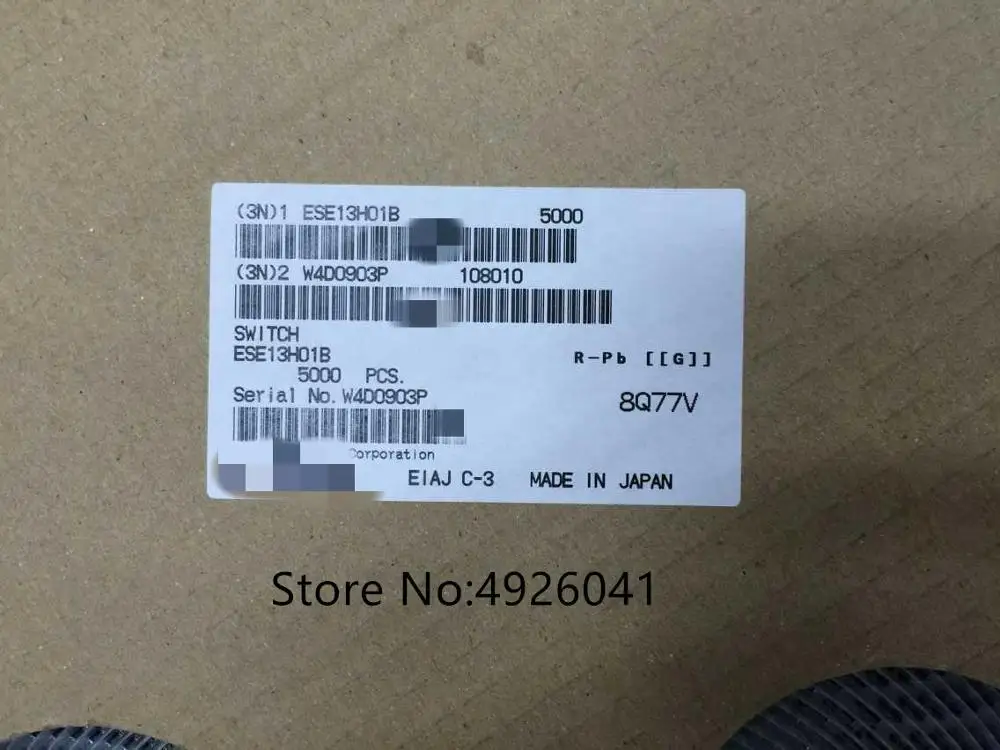 (3N)1 ESE13H01B 5000
(3N)2 W4D0903P 108010
SWITCH
ESE13H01B
R-Pb [[G]]
5000 PCS.
Serial No. W4D0903P
8Q77V
Corporation
EIAJ C-3 MADE IN JAPAN
Store No:4926041